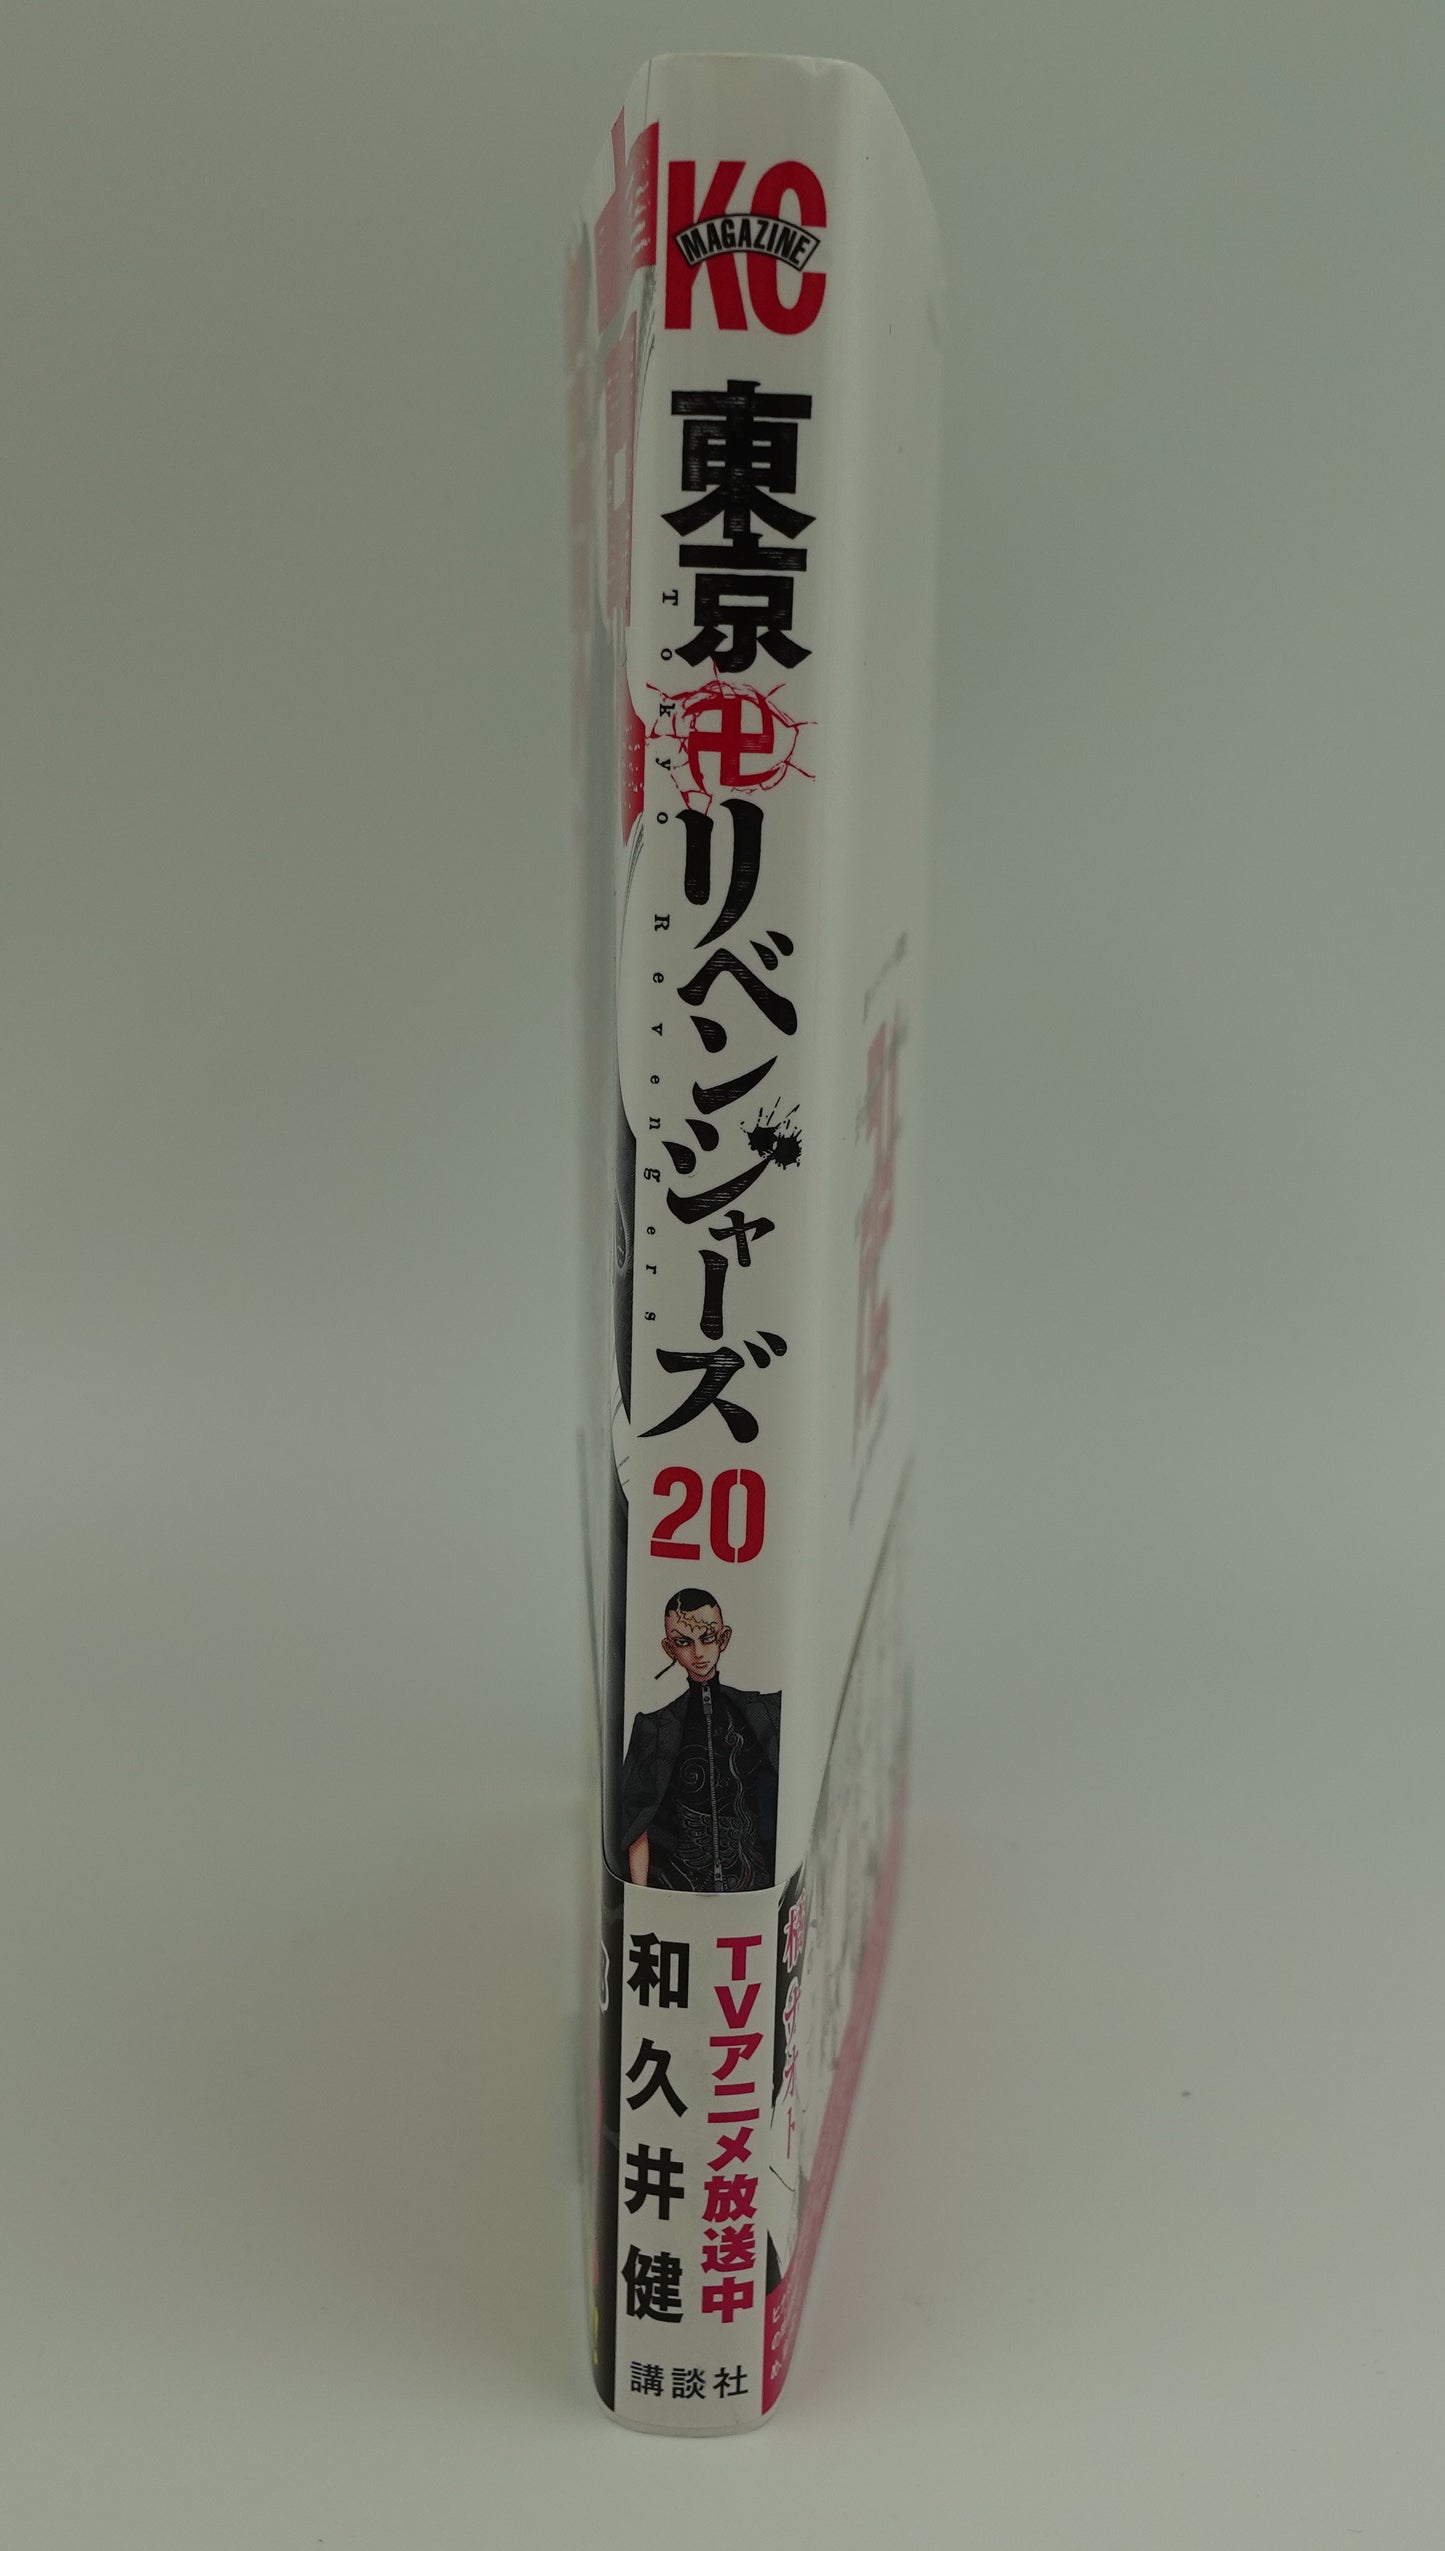 KC
MAGAZINE
東京卍リベンジャーズ
Tokyo Revengers
20
TVアニメ放送中
和久井健
講談社